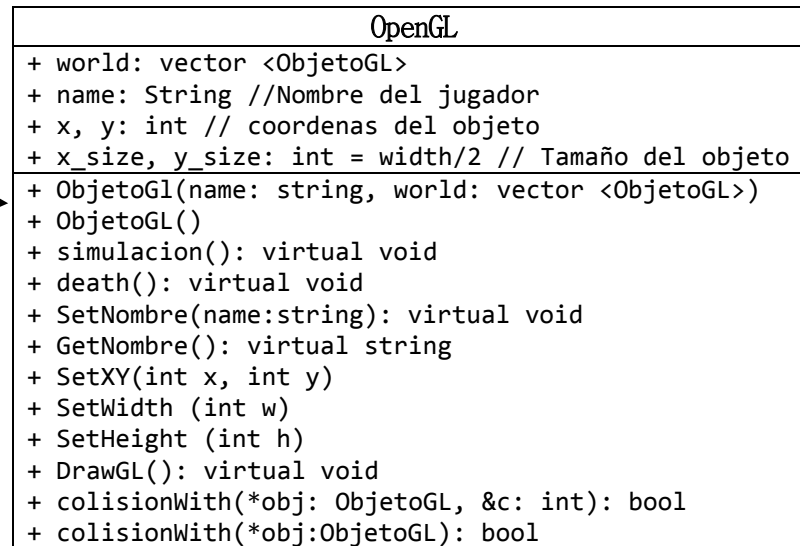 OpenGL
+ world: vector <ObjetoGL>
+ name: String //Nombre del jugador
+ x, y: int // coordenas del objeto
+ x_size, y_size: int = width/2 // Tamaño del objeto
+ ObjetoGl(name: string, world: vector <ObjetoGL>)
+ ObjetoGL()
+ simulacion(): virtual void
+ death(): virtual void
+ SetNombre(name:string): virtual void
+ GetNombre(): virtual string
+ SetXY(int x, int y)
+ SetWidth (int w)
+ SetHeight (int h)
+ DrawGL(): virtual void
+ colisionWith(*obj: ObjetoGL, &c: int): bool
+ colisionWith(*obj:ObjetoGL): bool